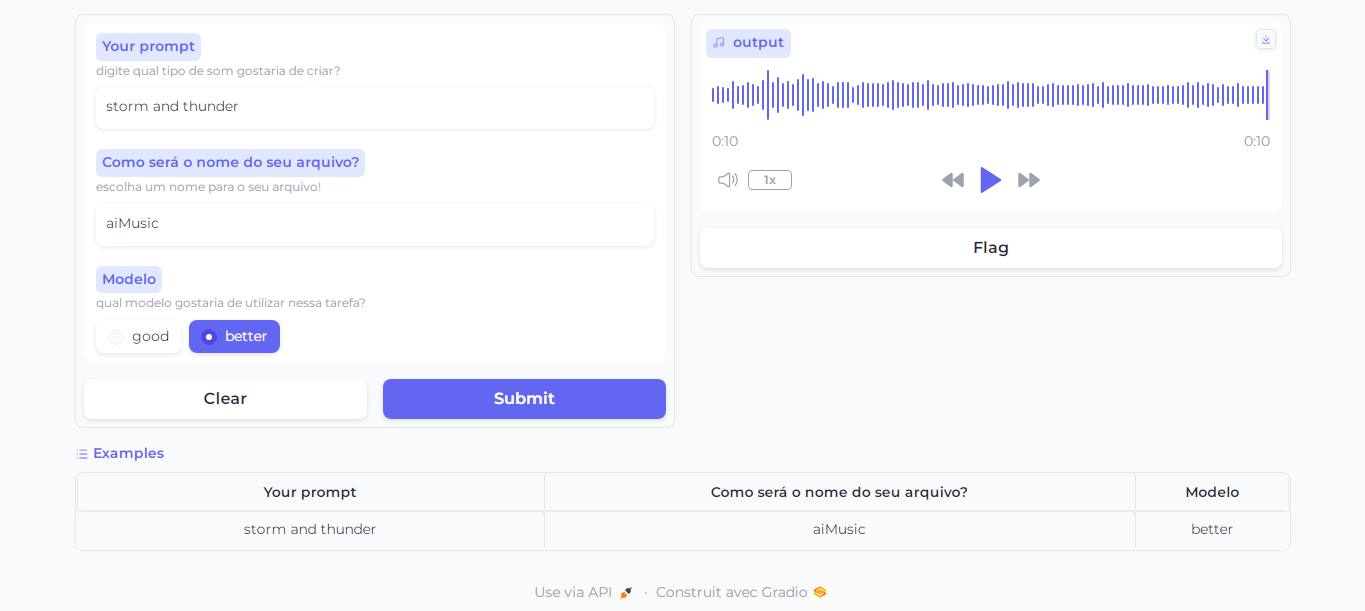 Your prompt
digite qual tipo de som gostaria de criar?
storm and thunder
Como será o nome do seu arquivo?
escolha um nome para o seu arquivo!
aiMusic
Modelo
qual modelo gostaria de utilizar nessa tarefa?
good better
Clear Submit
output
0:10 0:10
1x
Flag
Examples
Your prompt Como será o nome do seu arquivo? Modelo
storm and thunder aiMusic better
Use via API · Construit avec Gradio